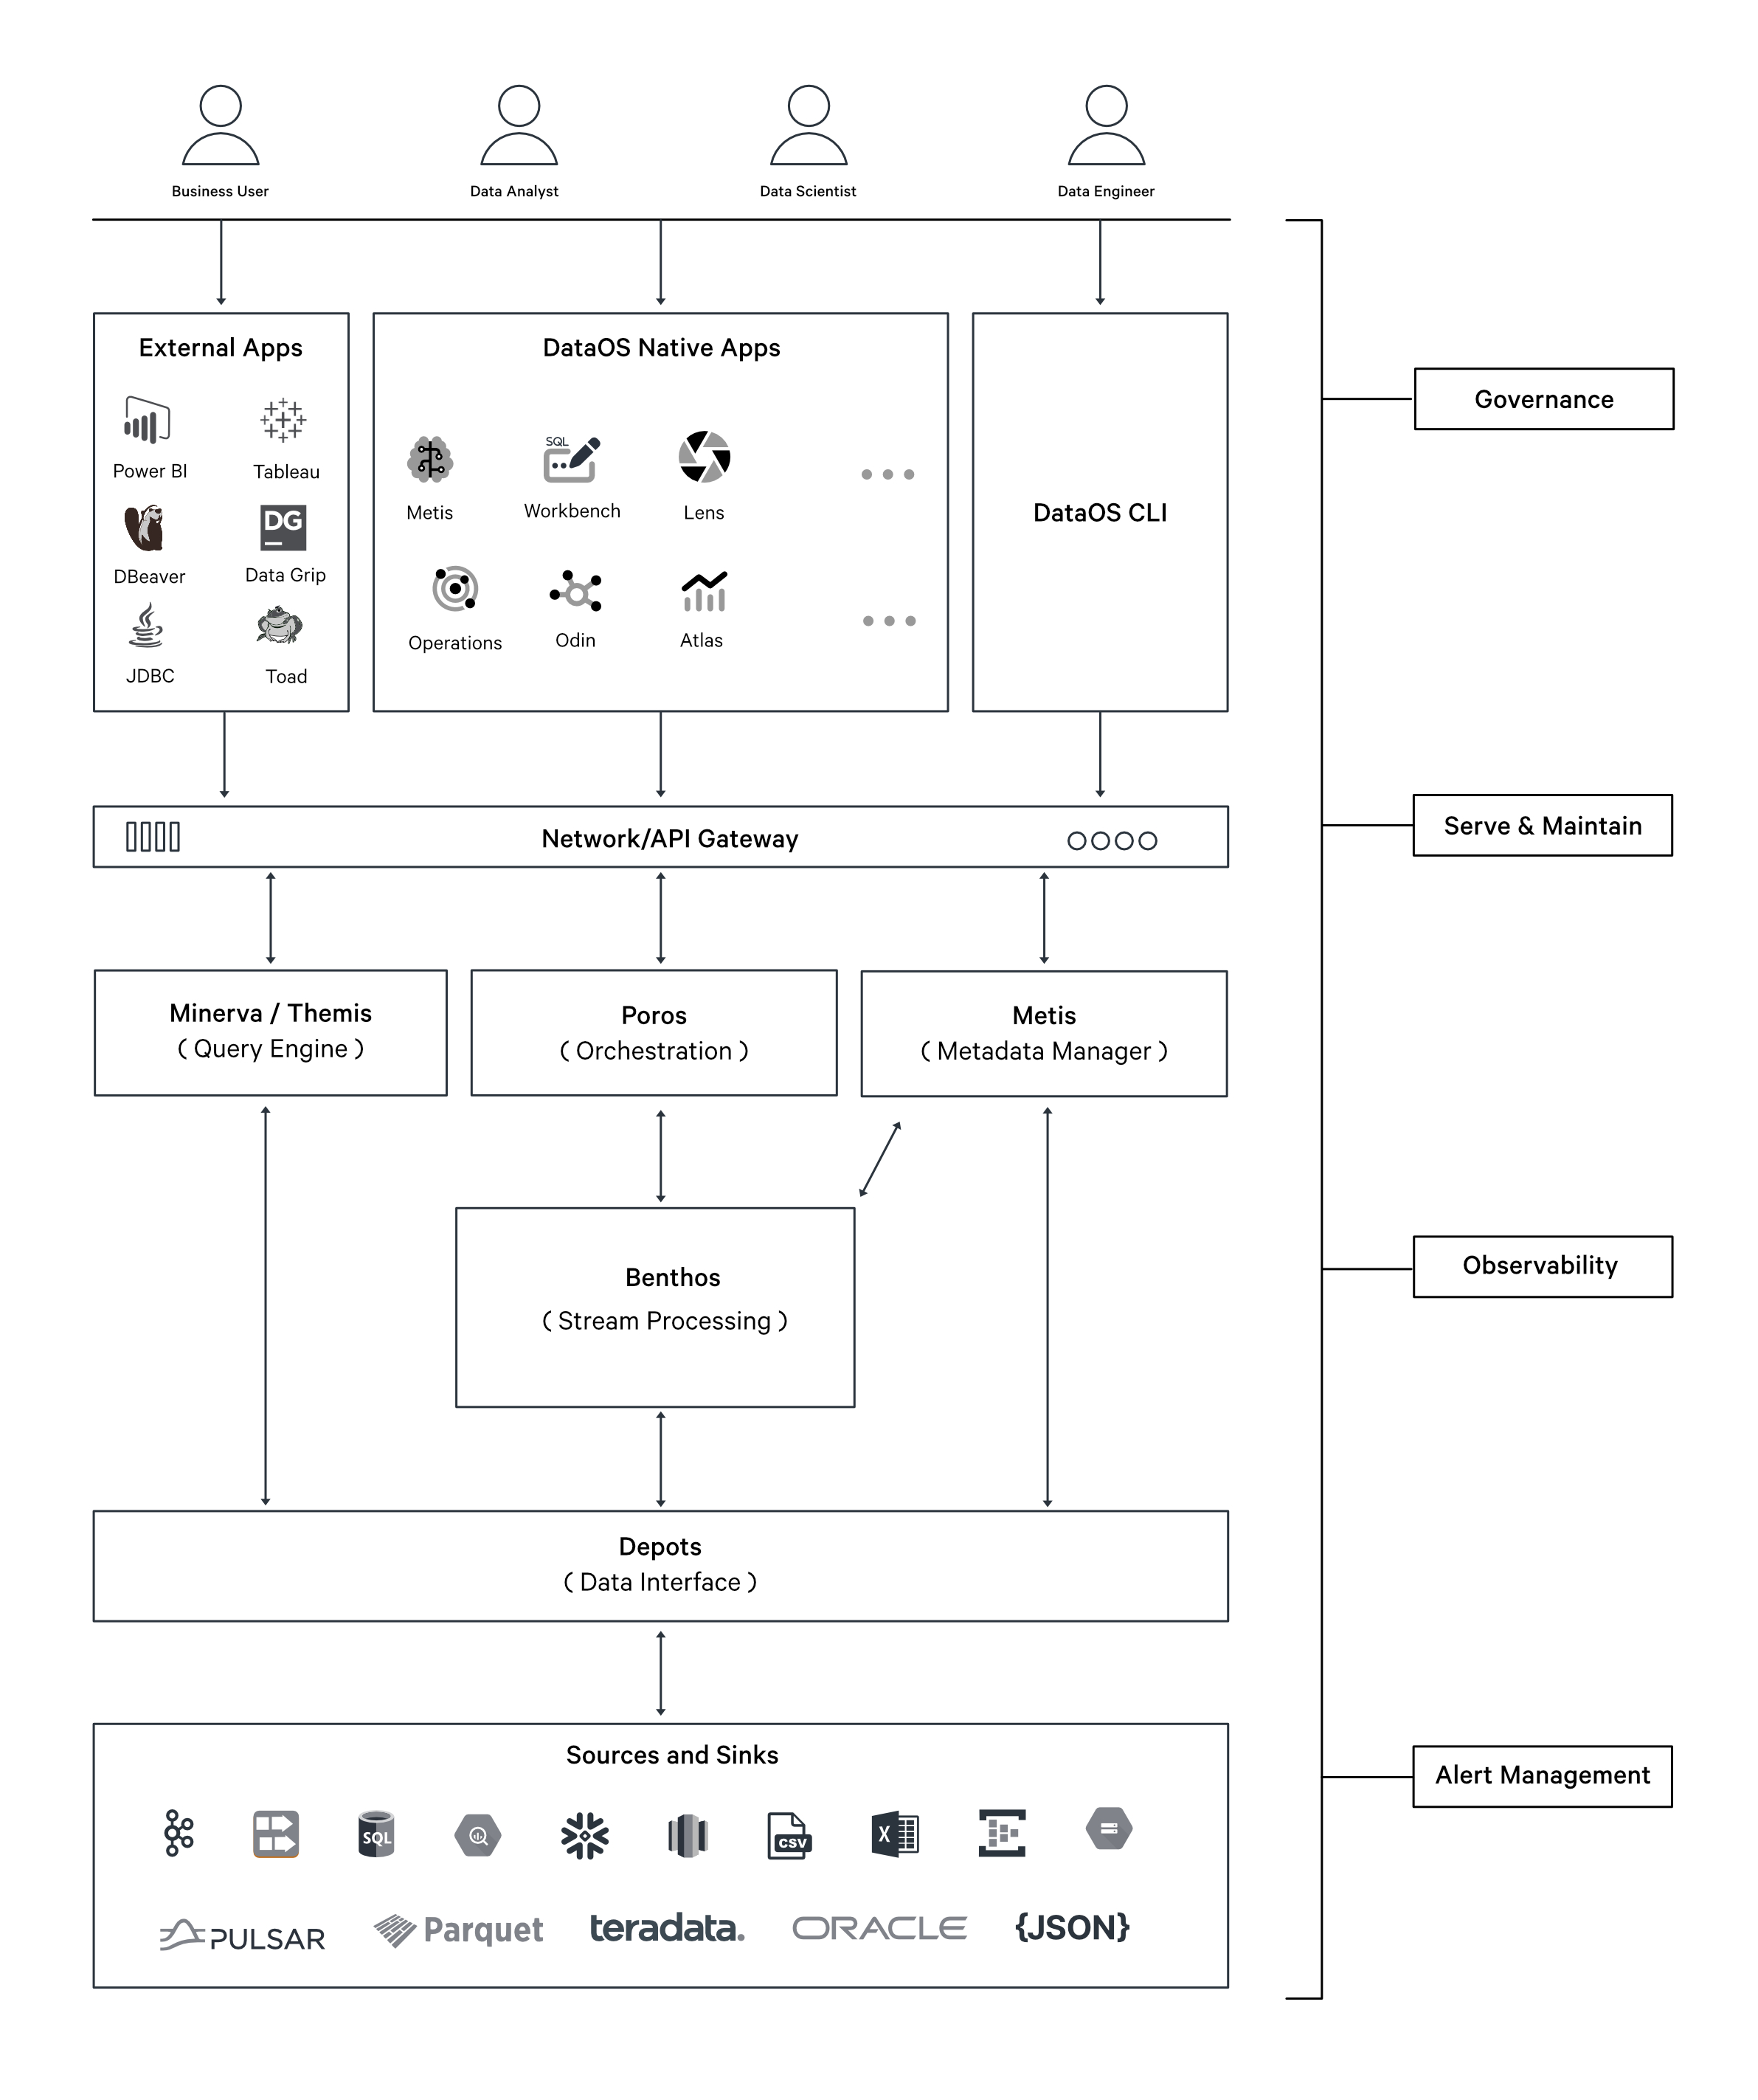 Business User
Data Analyst
Data Scientist
Data Engineer
External Apps
Power BI
Tableau
DBeaver
DG
Data Grip
JDBC
Toad
DataOS Native Apps
Metis
SQL
Workbench
Lens
Operations
Odin
Atlas
DataOS CLI
Network/API Gateway
Minerva / Themis
( Query Engine )
Poros
( Orchestration )
Metis
( Metadata Manager )
Benthos
( Stream Processing )
Depots
( Data Interface )
Sources and Sinks
SQL
CSV
X
PULSAR
Parquet
teradata.
ORACLE
{JSON}
Governance
Serve & Maintain
Observability
Alert Management